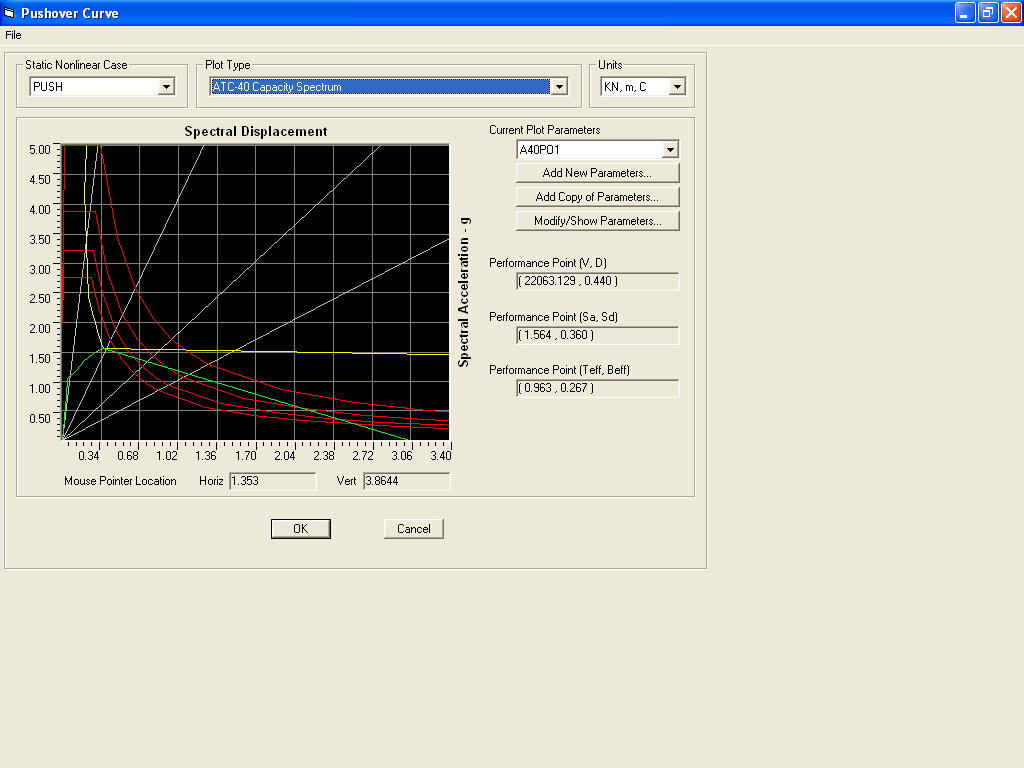 Pushover Curve
File
Static Nonlinear Case
PUSH
Plot Type
ATC-40 Capacity Spectrum
Units
KN, m, C
Spectral Displacement
5.00
4.50
4.00
3.50
3.00
2.50
2.00
1.50
1.00
0.50
0.34 0.68 1.02 1.36 1.70 2.04 2.38 2.72 3.06 3.40
Spectral Acceleration - g
Mouse Pointer Location Horiz 1.353 Vert 3.8644
Current Plot Parameters
A40PO1
Add New Parameters...
Add Copy of Parameters...
Modify/Show Parameters...
Performance Point (V, D)
( 22063.129 , 0.440 )
Performance Point (Sa, Sd)
( 1.564 , 0.360 )
Performance Point (Teff, Beff)
( 0.963 , 0.267 )
OK
Cancel